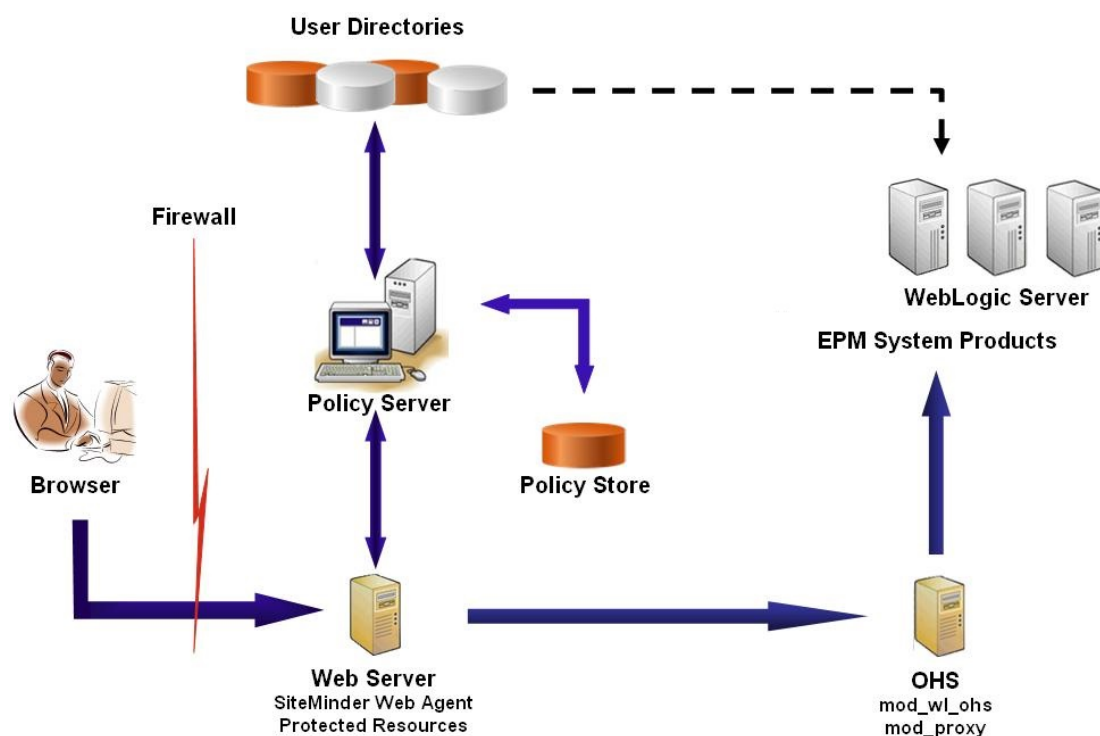 User Directories
Firewall
WebLogic Server
EPM System Products
Policy Server
Browser
Policy Store
Web Server
SiteMinder Web Agent
Protected Resources
OHS
mod_wl_ohs
mod_proxy